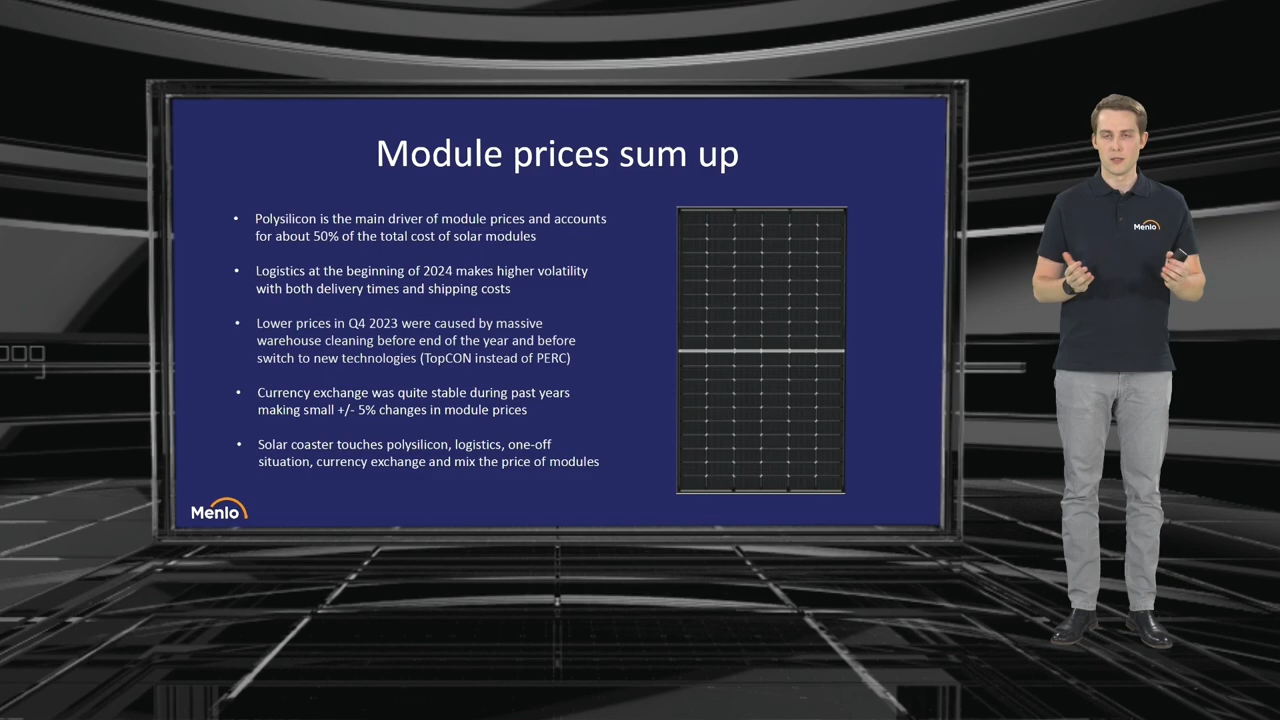 Module prices sum up
• Polysilicon is the main driver of module prices and accounts
for about 50% of the total cost of solar modules
• Logistics at the beginning of 2024 makes higher volatility
with both delivery times and shipping costs
• Lower prices in Q4 2023 were caused by massive
warehouse cleaning before end of the year and before
switch to new technologies (TopCON instead of PERC)
• Currency exchange was quite stable during past years
making small +/- 5% changes in module prices
• Solar coaster touches polysilicon, logistics, one-off
situation, currency exchange and mix the price of modules
Menlo
Menlo